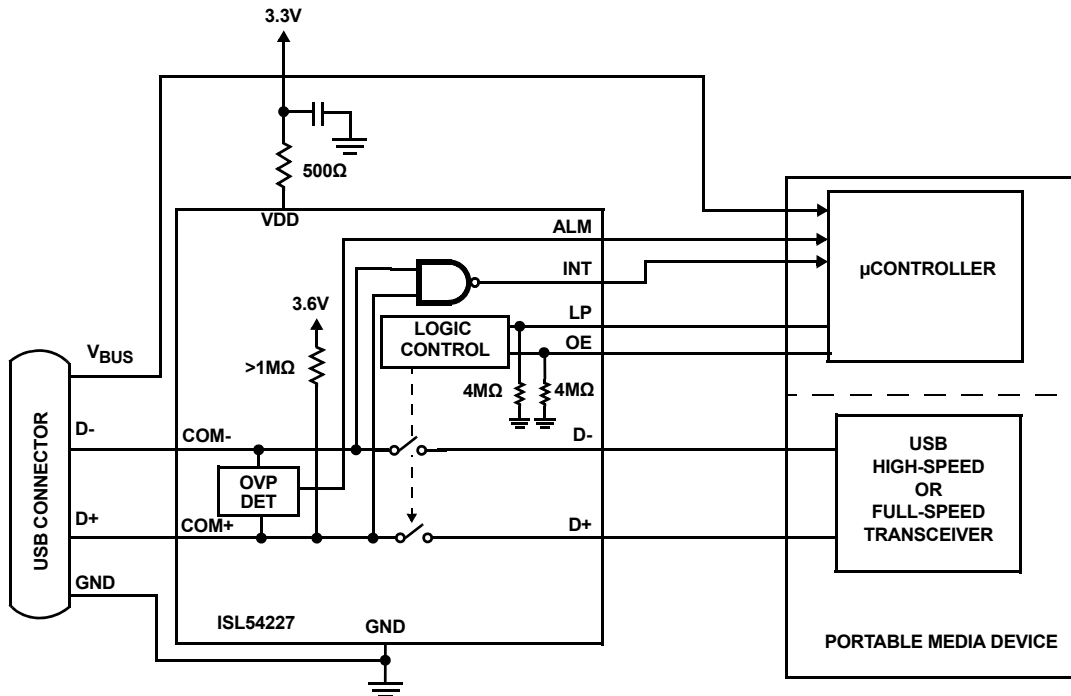 3.3V
500Ω
VDD
ALM
INT
µCONTROLLER
3.6V
LP
LOGIC
CONTROL
OE
VBUS
>1MΩ
4MΩ
4MΩ
USB CONNECTOR
D-
COM-
D-
OVP
DET
USB
HIGH-SPEED
OR
FULL-SPEED
TRANSCEIVER
D+
COM+
D+
GND
ISL54227
GND
PORTABLE MEDIA DEVICE